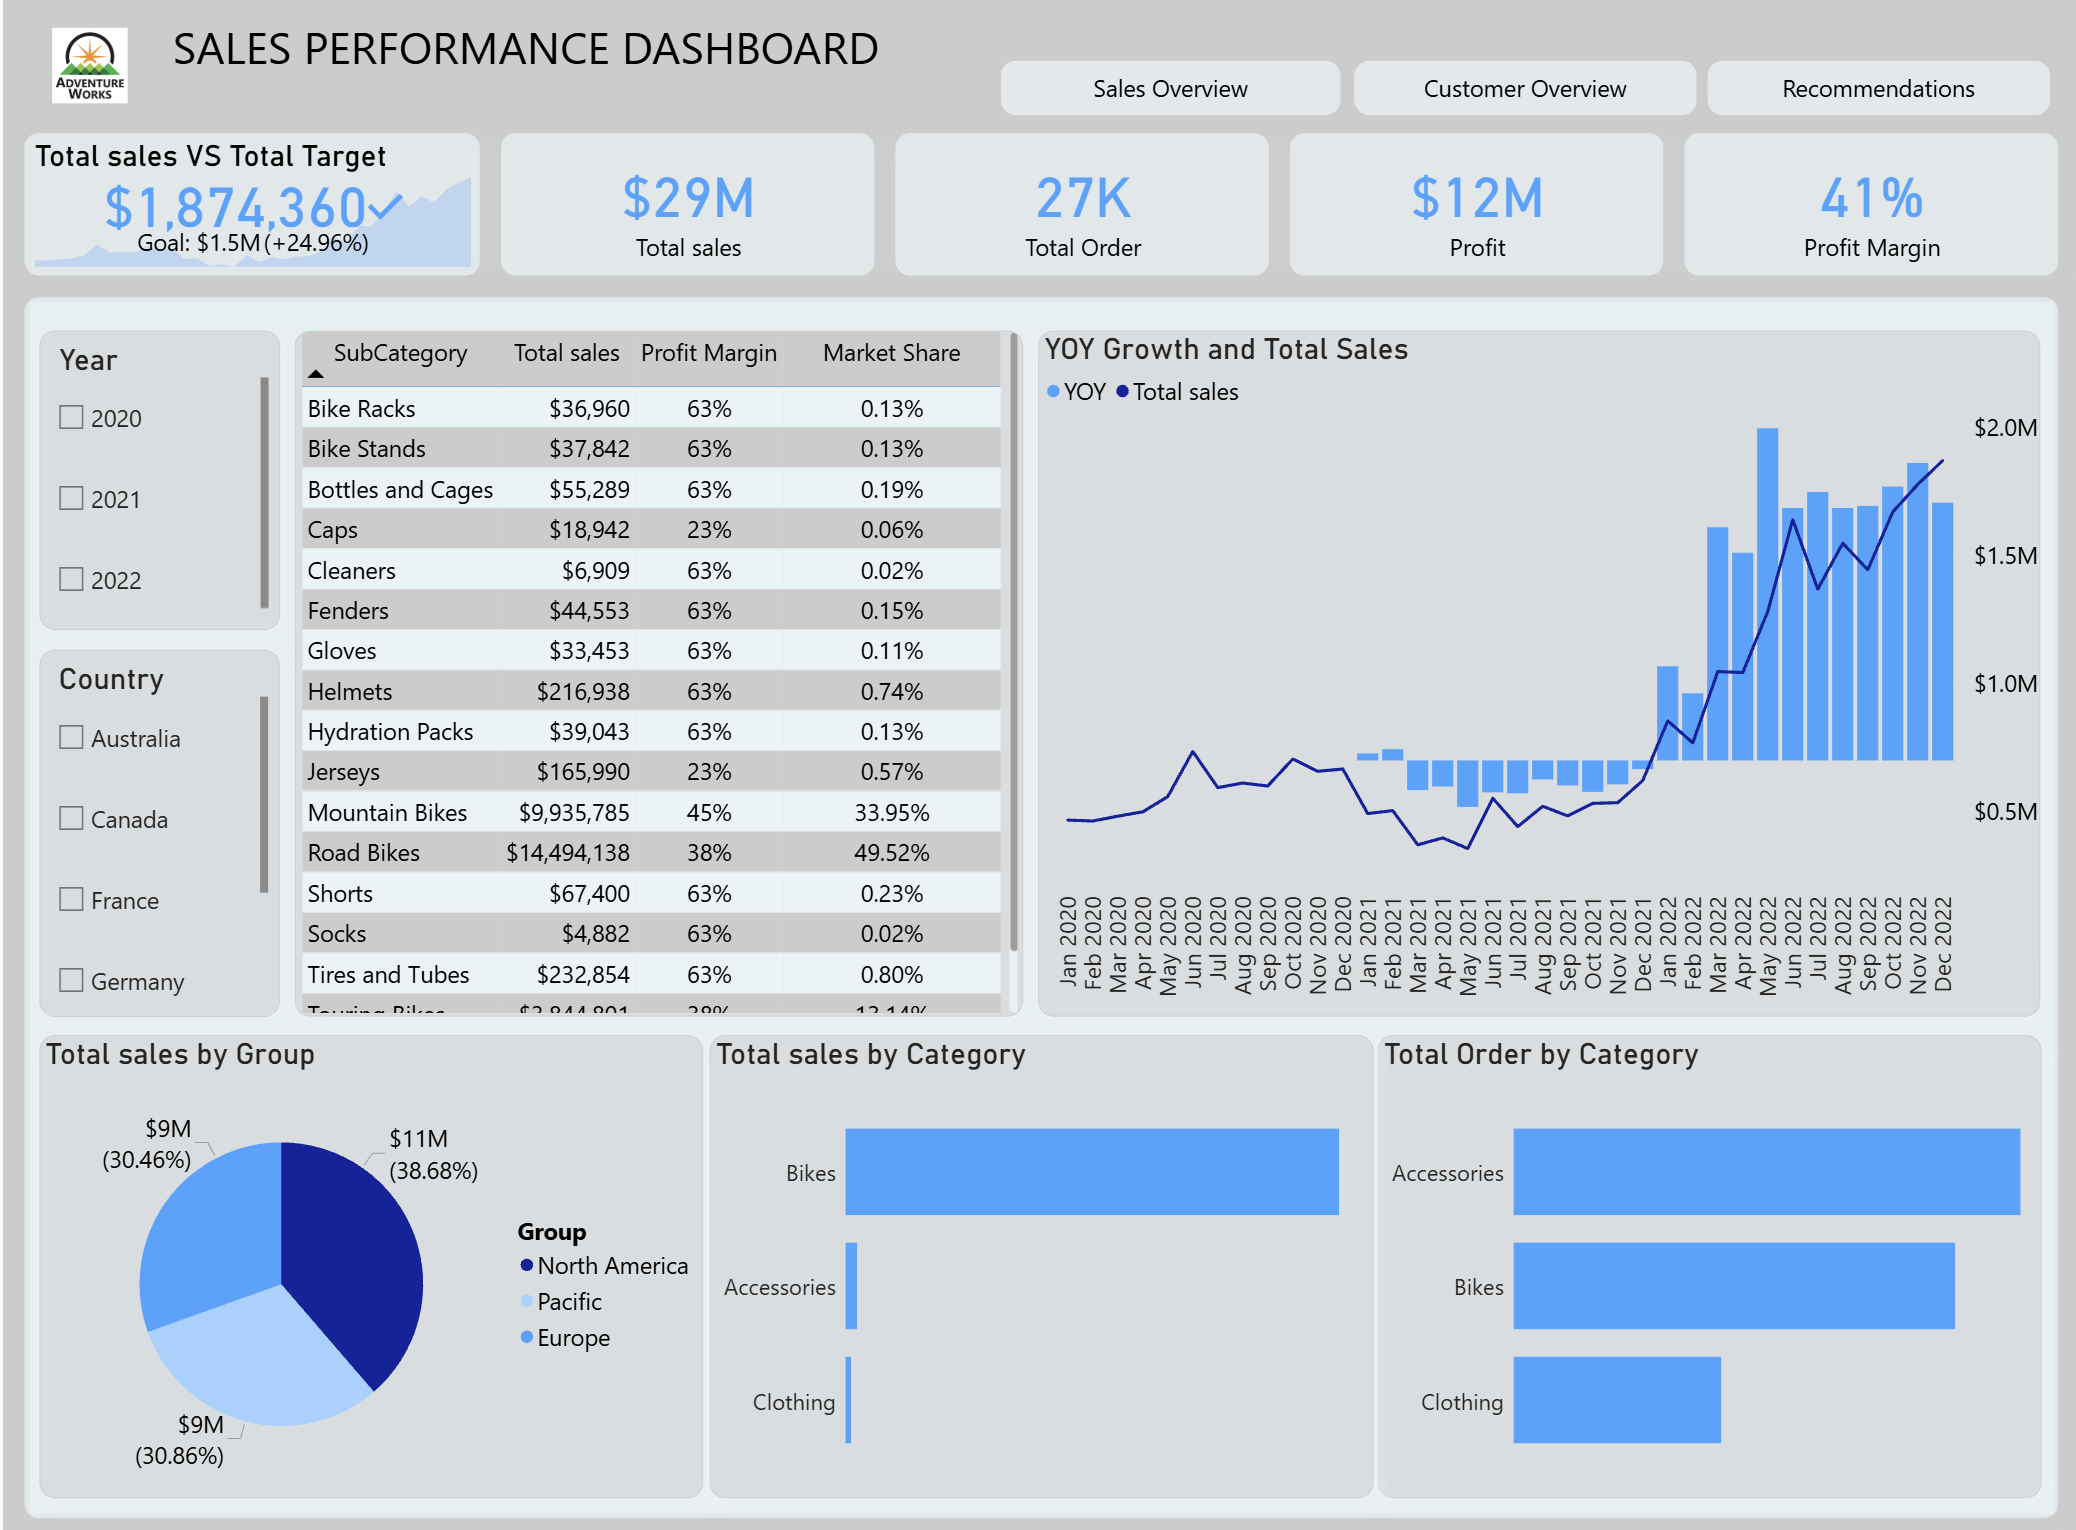 ADVENTURE
WORKS
SALES PERFORMANCE DASHBOARD
Sales Overview
Customer Overview
Recommendations
Total sales VS Total Target
$1,874,360
Goal: $1.5M (+24.96%)
$29M
Total sales
27K
Total Order
$12M
Profit
41%
Profit Margin
Year
2020
2021
2022
Country
Australia
Canada
France
Germany
SubCategory Total sales Profit Margin Market Share
Bike Racks $36,960 63% 0.13%
Bike Stands $37,842 63% 0.13%
Bottles and Cages $55,289 63% 0.19%
Caps $18,942 23% 0.06%
Cleaners $6,909 63% 0.02%
Fenders $44,553 63% 0.15%
Gloves $33,453 63% 0.11%
Helmets $216,938 63% 0.74%
Hydration Packs $39,043 63% 0.13%
Jerseys $165,990 23% 0.57%
Mountain Bikes $9,935,785 45% 33.95%
Road Bikes $14,494,138 38% 49.52%
Shorts $67,400 63% 0.23%
Socks $4,882 63% 0.02%
Tires and Tubes $232,854 63% 0.80%
Touring Bikes $3,844,801 38% 13.14%
YOY Growth and Total Sales
YOY Total sales
$2.0M
$1.5M
$1.0M
$0.5M
Jan 2020
Feb 2020
Mar 2020
Apr 2020
May 2020
Jun 2020
Jul 2020
Aug 2020
Sep 2020
Oct 2020
Nov 2020
Dec 2020
Jan 2021
Feb 2021
Mar 2021
Apr 2021
May 2021
Jun 2021
Jul 2021
Aug 2021
Sep 2021
Oct 2021
Nov 2021
Dec 2021
Jan 2022
Feb 2022
Mar 2022
Apr 2022
May 2022
Jun 2022
Jul 2022
Aug 2022
Sep 2022
Oct 2022
Nov 2022
Dec 2022
Total sales by Group
$9M
(30.46%)
$11M
(38.68%)
$9M
(30.86%)
Group
North America
Pacific
Europe
Total sales by Category
Bikes
Accessories
Clothing
Total Order by Category
Accessories
Bikes
Clothing